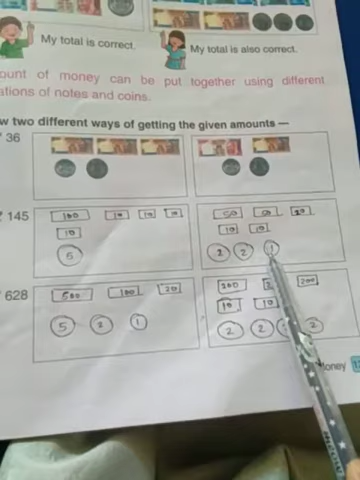 My total is correct.
My total is also correct.
ount of money can be put together using different
ations of notes and coins.
w two different ways of getting the given amounts —
36
₹ 145
100 10 10 10
10
5
50 50 20
10 10
2 2 1
628
500 100 20
5 2 1
200 200
10 10
2 2 2
Money